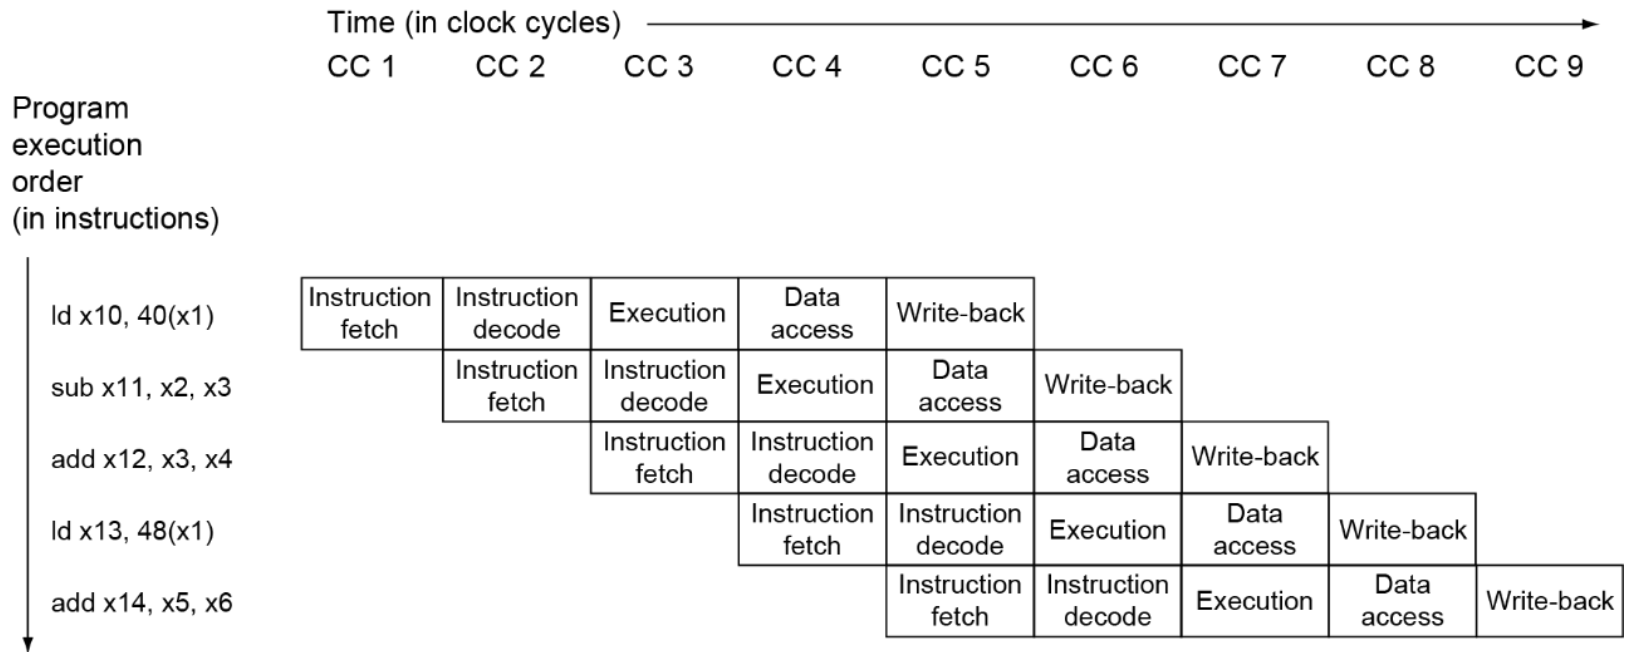 Time (in clock cycles)
CC 1 CC 2 CC 3 CC 4 CC 5 CC 6 CC 7 CC 8 CC 9
Program
execution
order
(in instructions)
ld x10, 40(x1)
Instruction
fetch
Instruction
decode
Execution
Data
access
Write-back
sub x11, x2, x3
Instruction
fetch
Instruction
decode
Execution
Data
access
Write-back
add x12, x3, x4
Instruction
fetch
Instruction
decode
Execution
Data
access
Write-back
ld x13, 48(x1)
Instruction
fetch
Instruction
decode
Execution
Data
access
Write-back
add x14, x5, x6
Instruction
fetch
Instruction
decode
Execution
Data
access
Write-back